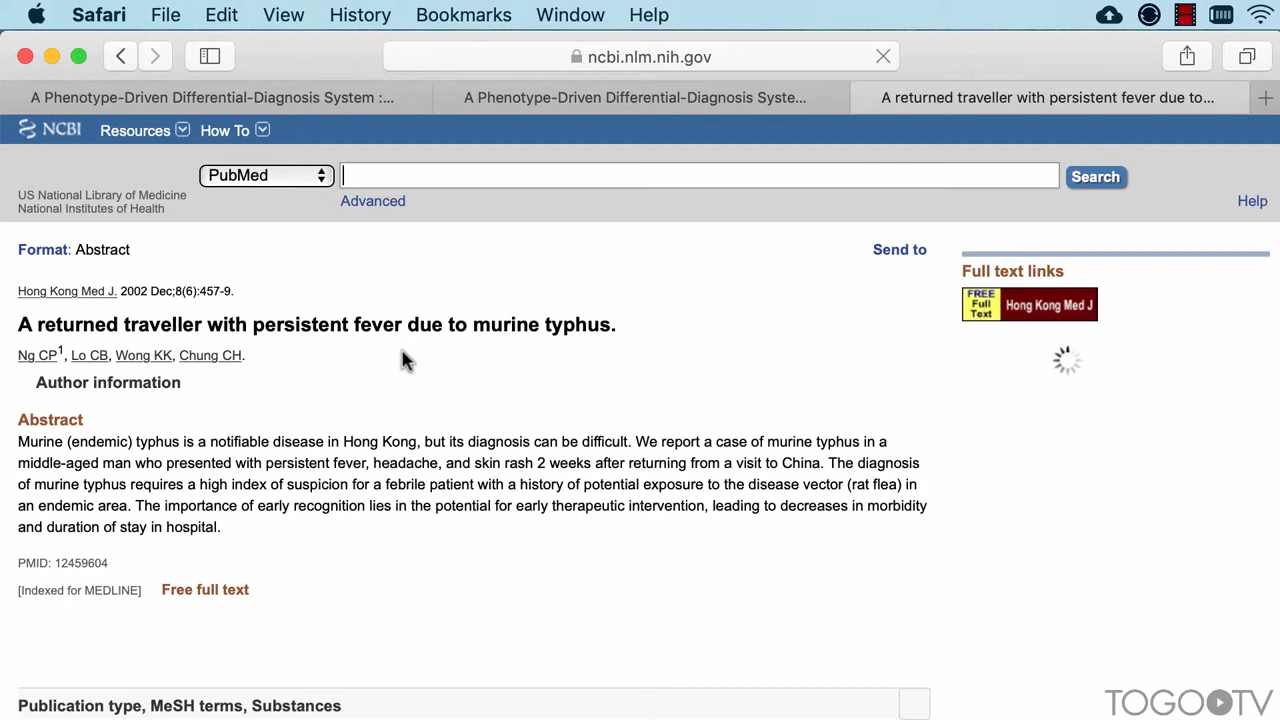 Safari File Edit View History Bookmarks Window Help
ncbi.nlm.nih.gov
A Phenotype-Driven Differential-Diagnosis System :... A Phenotype-Driven Differential-Diagnosis Syste... A returned traveller with persistent fever due to...
NCBI Resources How To
PubMed Search
US National Library of Medicine
National Institutes of Health
Advanced Help
Format: Abstract Send to
Full text links
Hong Kong Med J. 2002 Dec;8(6):457-9.
FREE Full Text Hong Kong Med J
A returned traveller with persistent fever due to murine typhus.
Ng CP1, Lo CB, Wong KK, Chung CH.
Author information
Abstract
Murine (endemic) typhus is a notifiable disease in Hong Kong, but its diagnosis can be difficult. We report a case of murine typhus in a
middle-aged man who presented with persistent fever, headache, and skin rash 2 weeks after returning from a visit to China. The diagnosis
of murine typhus requires a high index of suspicion for a febrile patient with a history of potential exposure to the disease vector (rat flea) in
an endemic area. The importance of early recognition lies in the potential for early therapeutic intervention, leading to decreases in morbidity
and duration of stay in hospital.
PMID: 12459604
[Indexed for MEDLINE] Free full text
Publication type, MeSH terms, Substances
TOGO TV